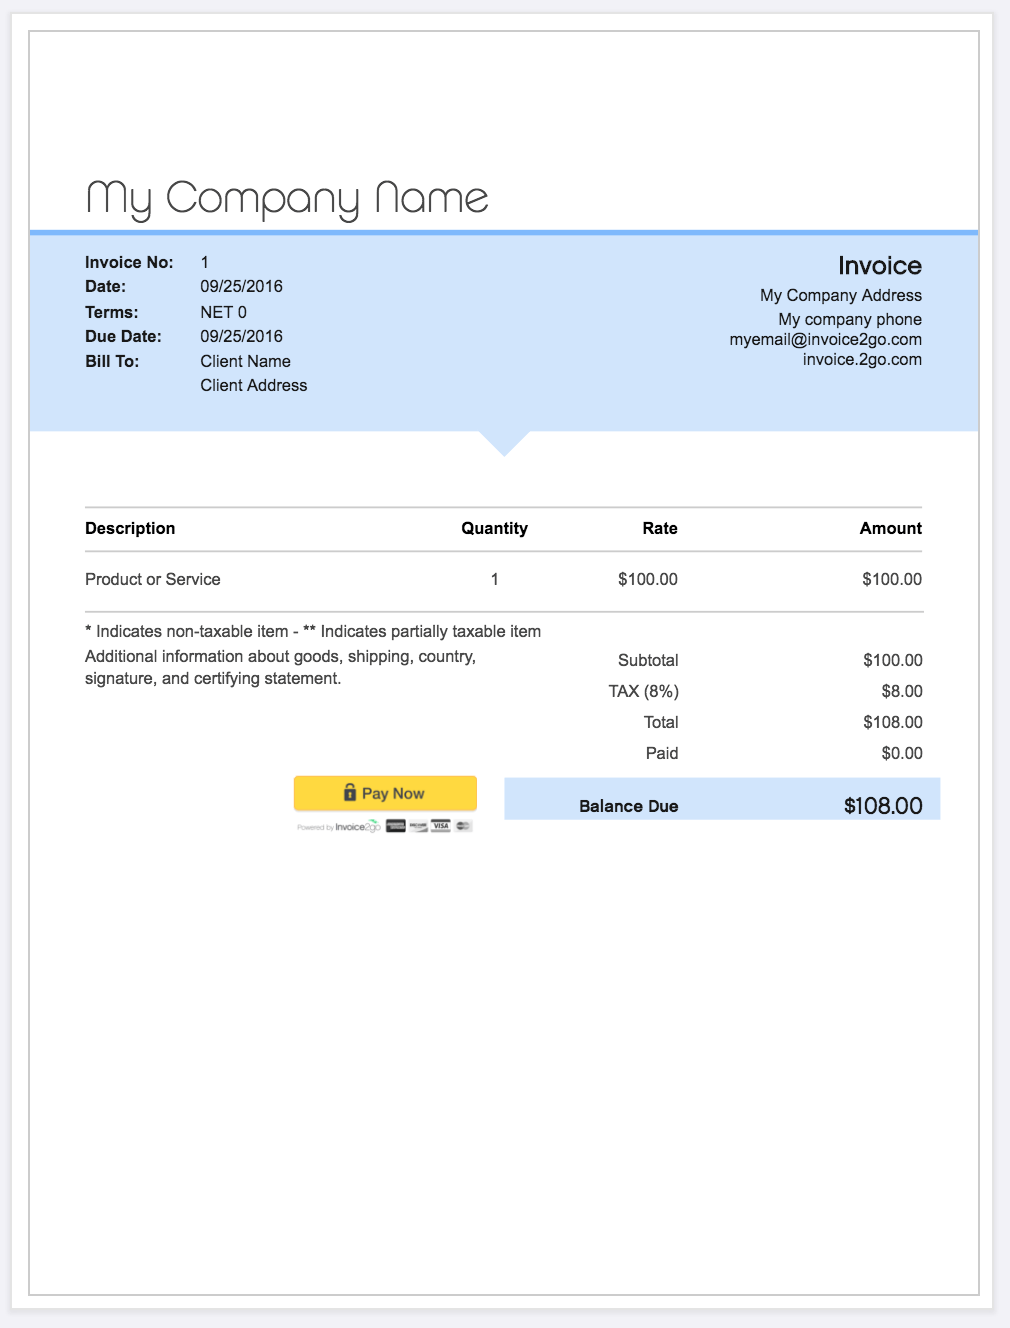 My Company Name
Invoice No: 1
Date: 09/25/2016
Terms: NET 0
Due Date: 09/25/2016
Bill To: Client Name
Client Address
Invoice
My Company Address
My company phone
myemail@invoice2go.com
invoice.2go.com
Description Quantity Rate Amount
Product or Service 1 $100.00 $100.00
* Indicates non-taxable item - ** Indicates partially taxable item
Additional information about goods, shipping, country,
signature, and certifying statement.
Subtotal $100.00
TAX (8%) $8.00
Total $108.00
Paid $0.00
Pay Now
Powered by Invoice2go VISA
Balance Due $108.00